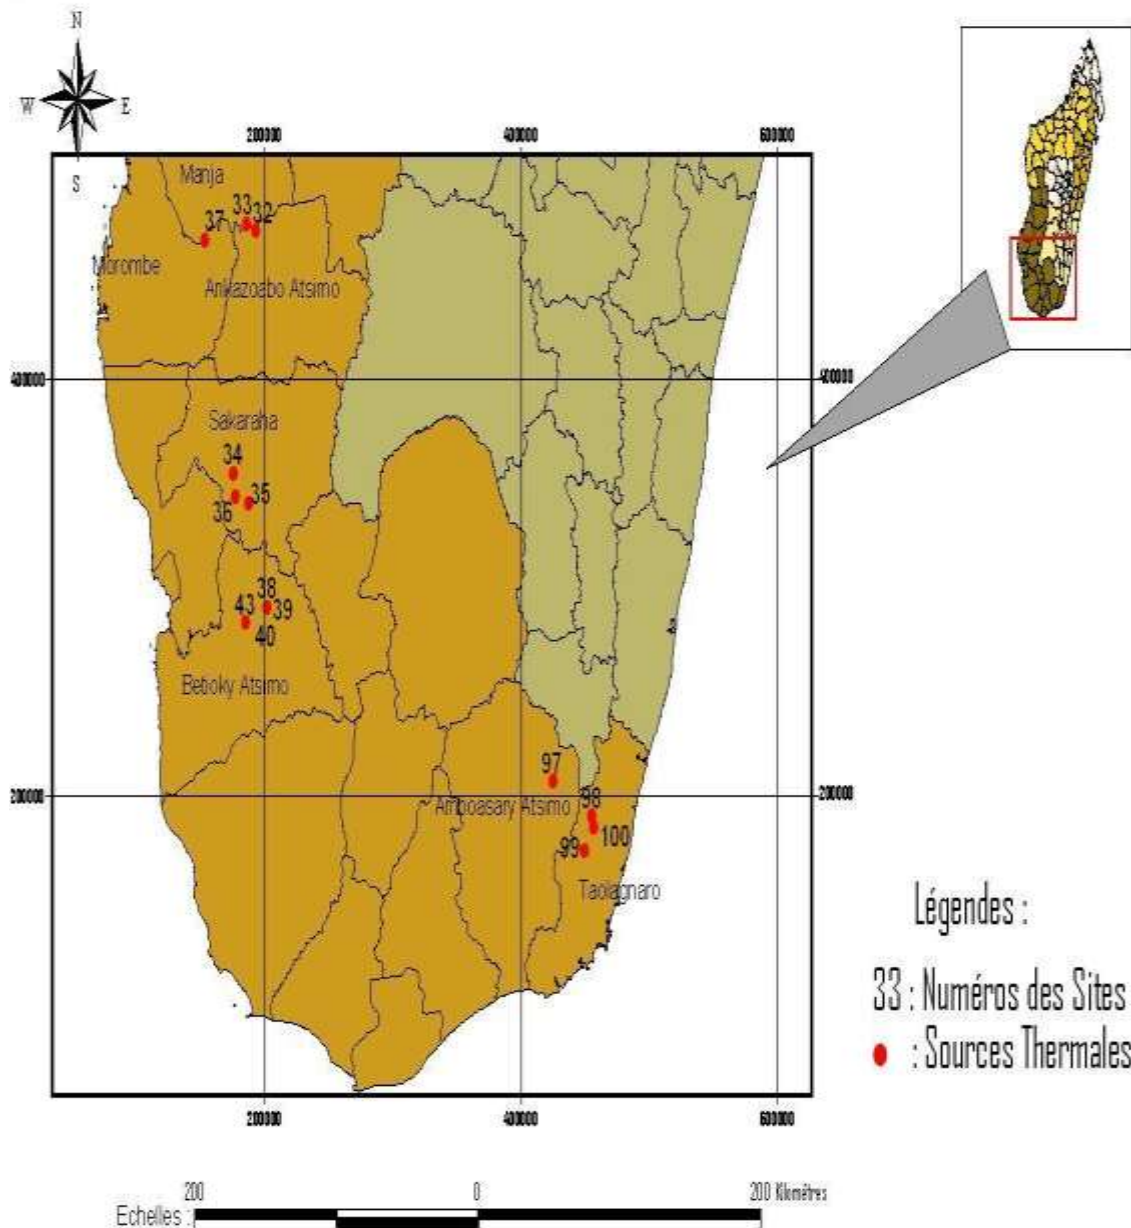 N
W E
S
200000 400000 600000
Manja
33 32
37
Morombe
Ankazoabo Atsimo
400000 400000
Sakaraha
34
36 35
38
43 39
40
Betioky Atsimo
97
200000 200000
Amboasary Atsimo
98
99 100
Taolagnaro
Légendes :
33 : Numéros des Sites
: Sources Thermales
200000 400000 600000
200 0 200 Kilomètres
Echelles :